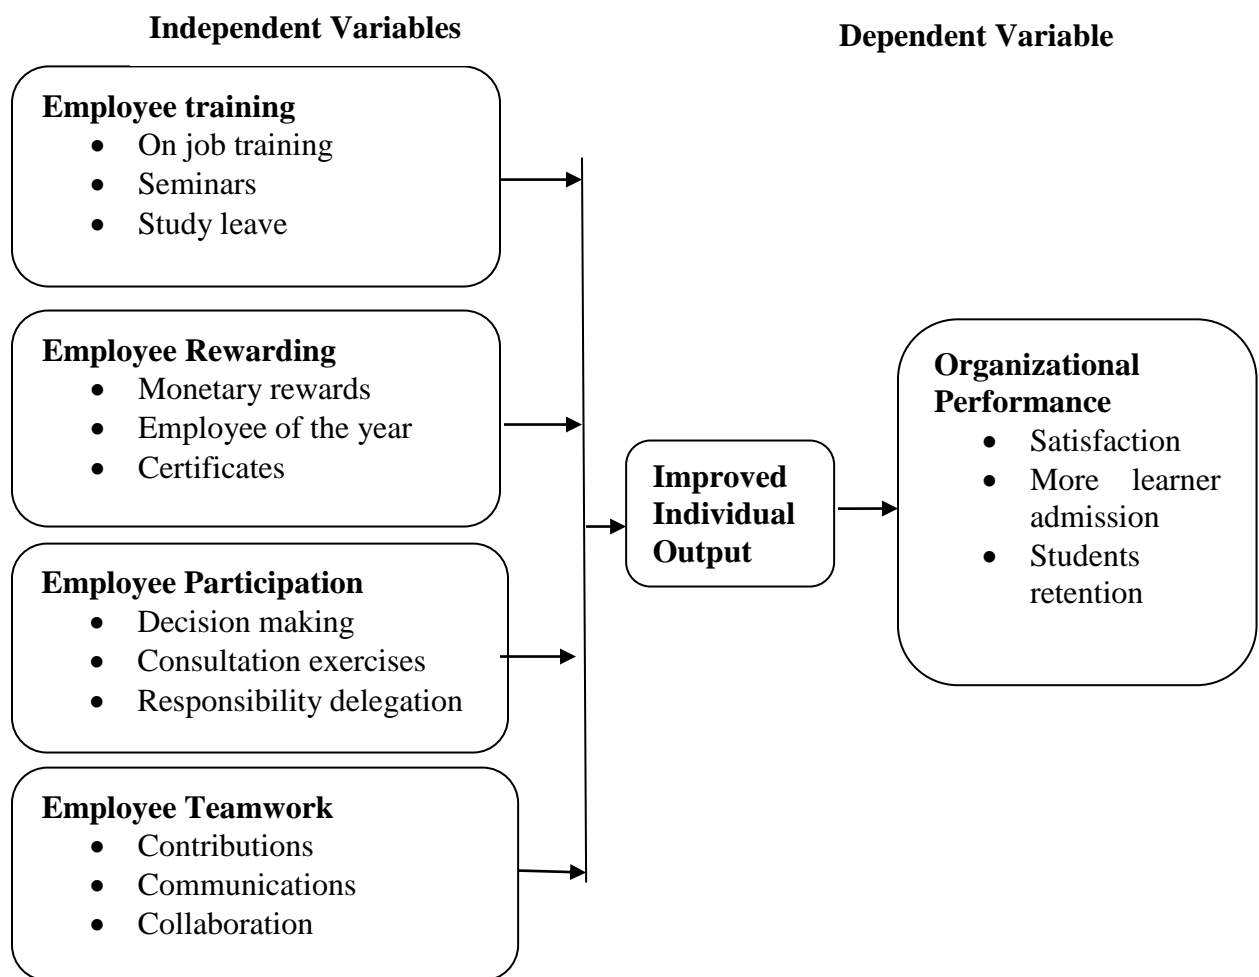 Independent Variables
Dependent Variable
Employee training
• On job training
• Seminars
• Study leave
Employee Rewarding
• Monetary rewards
• Employee of the year
• Certificates
Employee Participation
• Decision making
• Consultation exercises
• Responsibility delegation
Employee Teamwork
• Contributions
• Communications
• Collaboration
Improved
Individual
Output
Organizational
Performance
• Satisfaction
• More learner
admission
• Students
retention